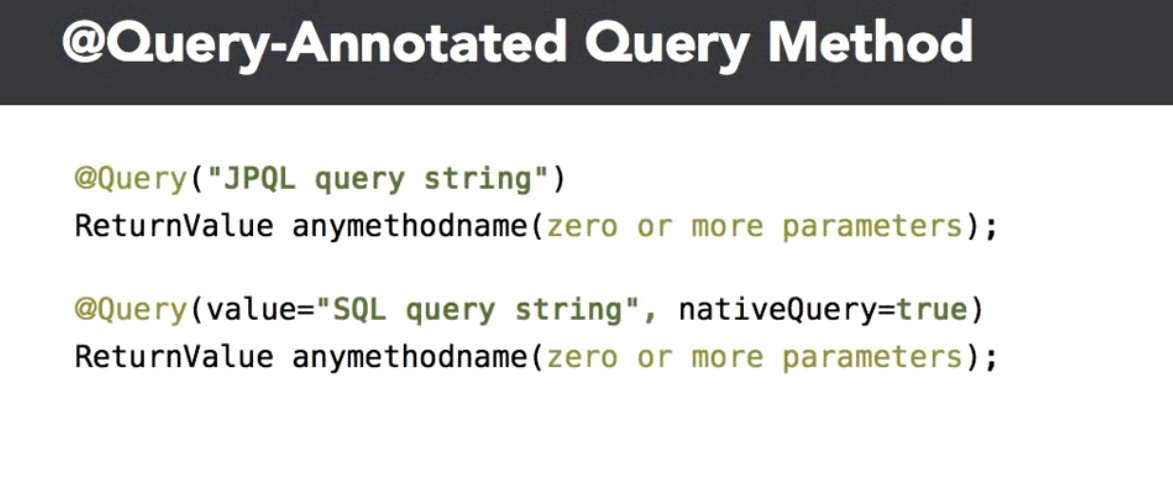 @Query-Annotated Query Method
@Query("JPQL query string")
ReturnValue anymethodname(zero or more parameters);
@Query(value="SQL query string", nativeQuery=true)
ReturnValue anymethodname(zero or more parameters);